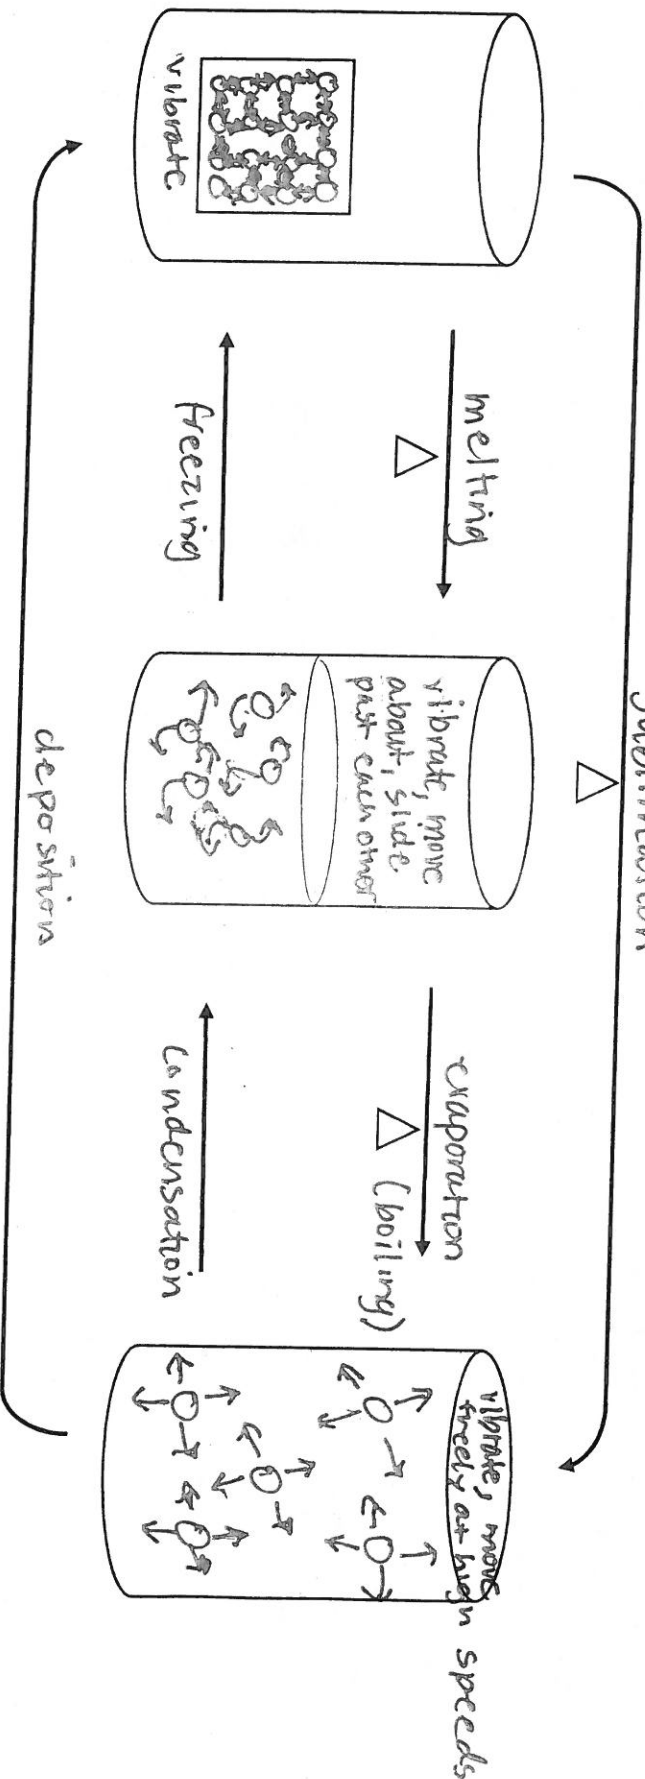 sublimation
melting
evaporation
(boiling)
vibrate, move
about, slide
past each other
vibrate, move
freely at high speeds
vibrate
freezing
condensation
deposition